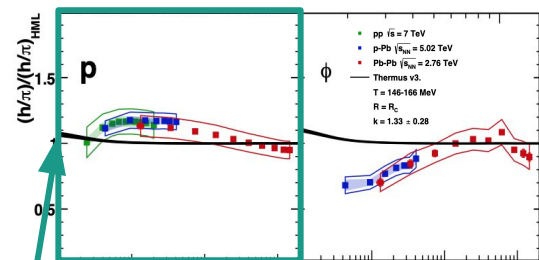 (h/π)/(h/π)HML
1.5
1
0.5
p
ϕ
pp √s = 7 TeV
p-Pb √sNN = 5.02 TeV
Pb-Pb √sNN = 2.76 TeV
Thermus v3.
T = 146-166 MeV
R = RC
k = 1.33 ± 0.28